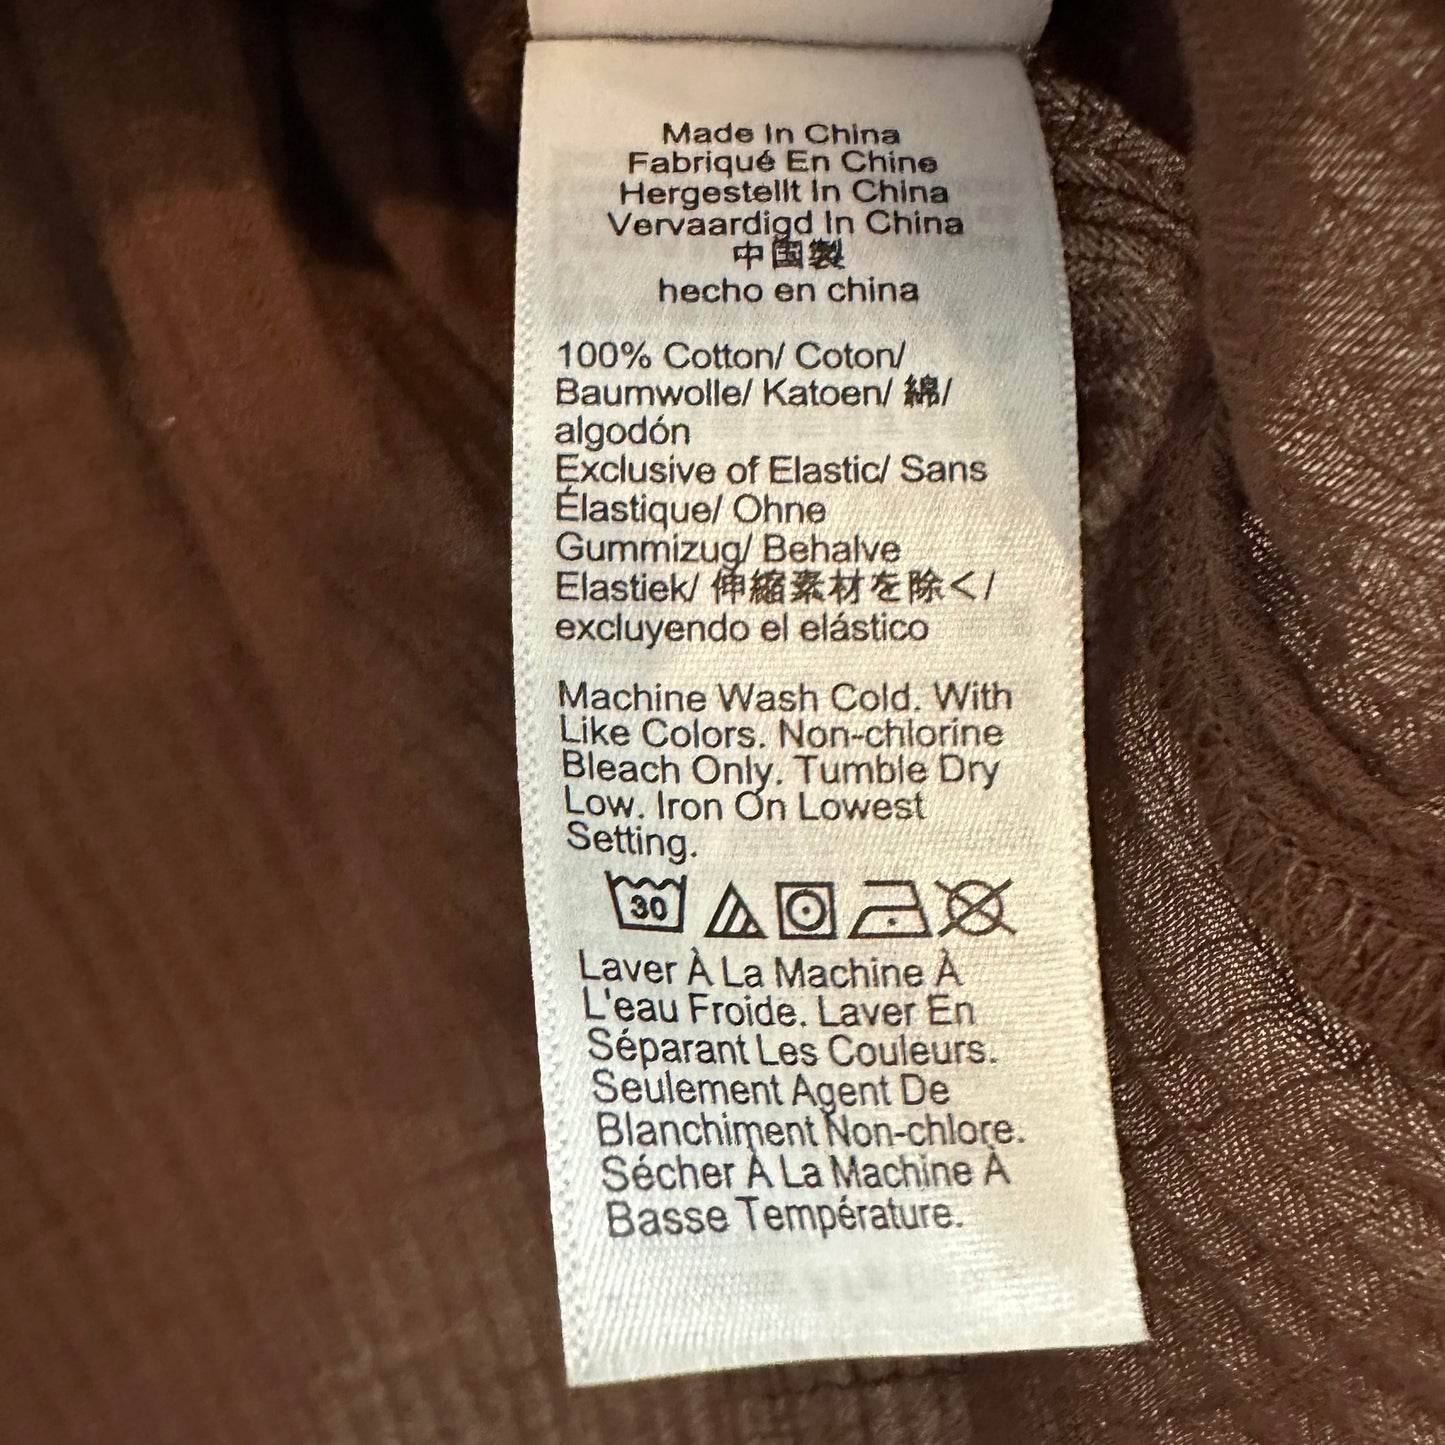 Made In China
Fabriqué En Chine
Hergestellt In China
Vervaardigd In China
中国製
hecho en china
100% Cotton/ Coton/
Baumwolle/ Katoen/ 綿/
algodón
Exclusive of Elastic/ Sans
Élastique/ Ohne
Gummizug/ Behalve
Elastiek/ 伸縮素材を除く/
excluyendo el elástico
Machine Wash Cold. With
Like Colors. Non-chlorine
Bleach Only. Tumble Dry
Low. Iron On Lowest
Setting.
30
Laver À La Machine À
L'eau Froide. Laver En
Séparant Les Couleurs.
Seulement Agent De
Blanchiment Non-chlore.
Sécher À La Machine À
Basse Température.